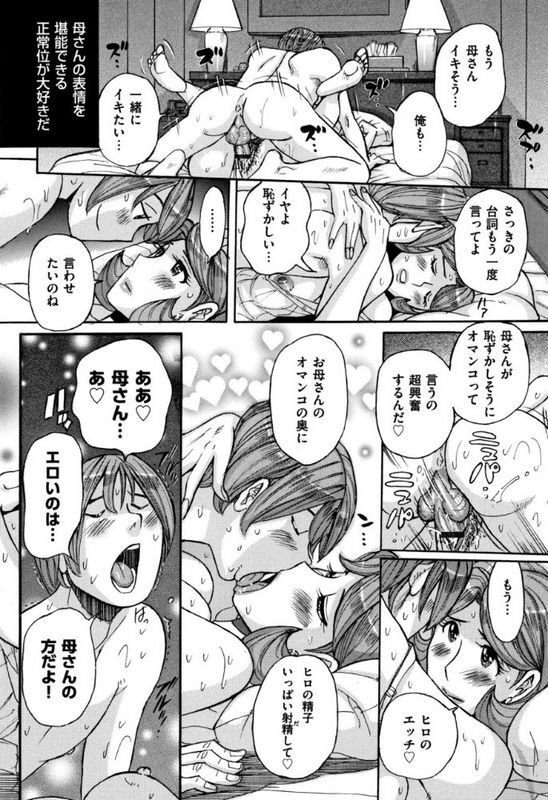 母さんの表情を
堪能できる
正常位が大好きだ
もう
母さん
イキそう…
俺も…
一緒に
イキたい…
さっきの
台詞もう一度
言ってよ
!?
イヤよ
恥ずかしい…
……
言わせ
たいのね
母さんが
恥ずかしそうに
オマンコって
言うの
超興奮
するんだ♡
もう…
ヒロの
エッチ♡
お母さんの
オマンコの奥に
ヒロの精子
いっぱい射精して♡
だ
ああ♡
母さん…
あ♡
エロいのは…
母さんの
方だよ!